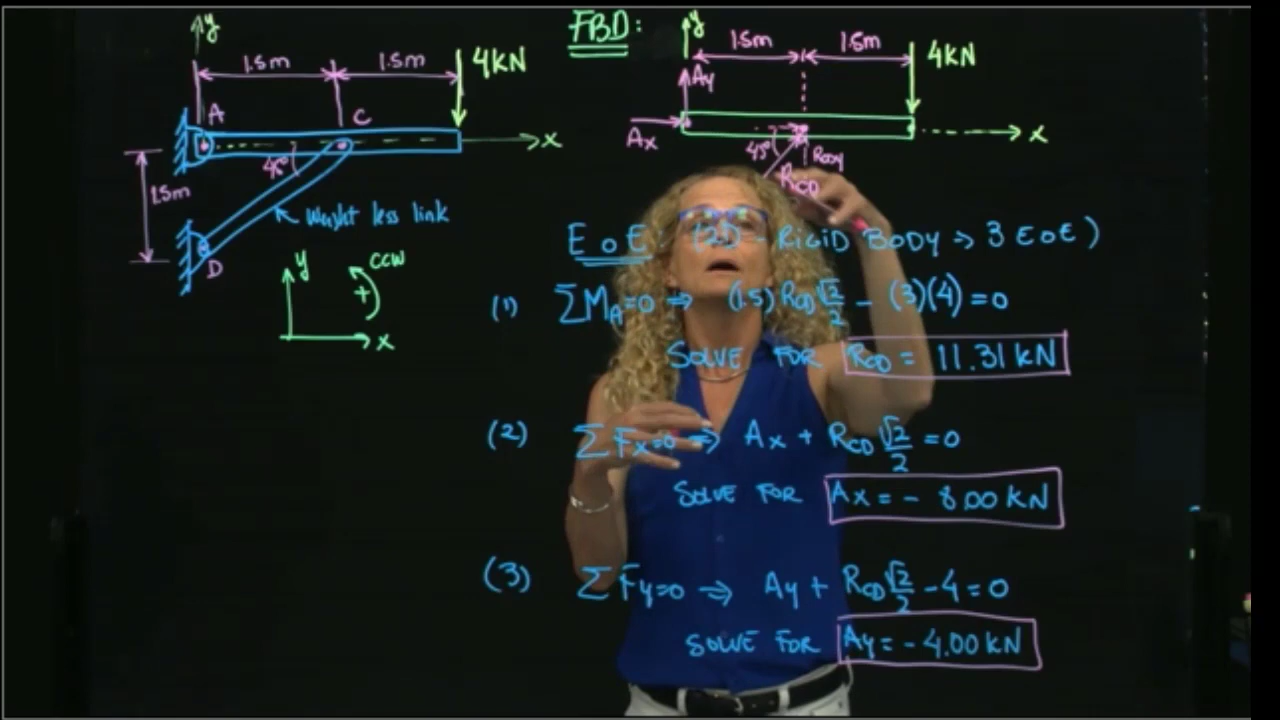 y
1.5m 1.5m 4KN
A C
x
45°
1.5m
Weight less link
D
y CCW
+
x
FBD:
y
1.5m 1.5m 4KN
Ay
Ax x
45° RCDy
RCD
E o E (2D - RIGID BODY => 3 E o E)
(1) ΣMA=0 => (1.5) RCD √2/2 - (3)(4) = 0
SOLVE FOR RCD = 11.31 KN
(2) ΣFx=0 => Ax + RCD √2/2 = 0
SOLVE FOR Ax = - 8.00 KN
(3) ΣFy=0 => Ay + RCD √2/2 - 4 = 0
SOLVE FOR Ay = - 4.00 KN